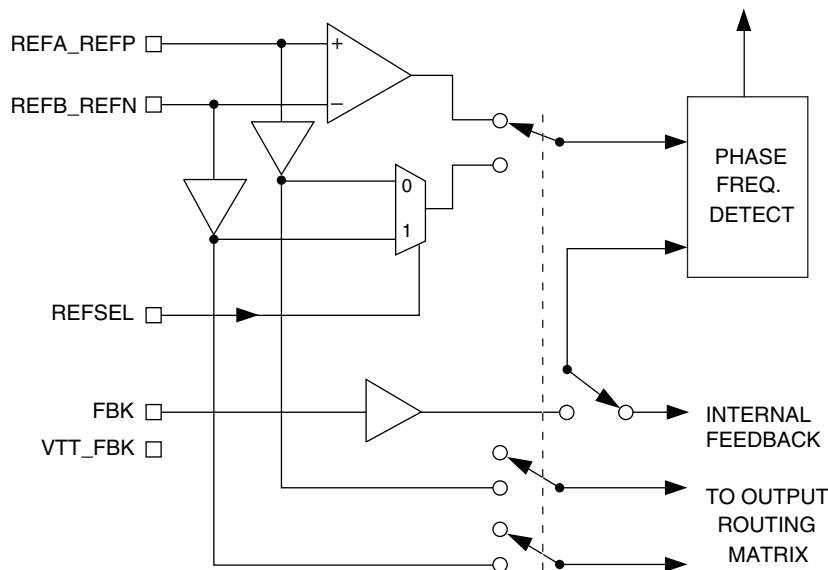 REFA_REFP
+
REFB_REFN
−
PHASE
FREQ.
DETECT
0
1
REFSEL
FBK
INTERNAL
FEEDBACK
VTT_FBK
TO OUTPUT
ROUTING
MATRIX